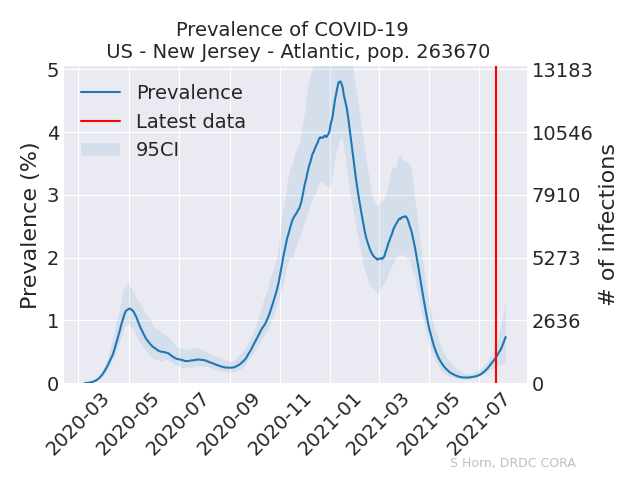 Prevalence of COVID-19
US - New Jersey - Atlantic, pop. 263670
Prevalence
Latest data
95CI
Prevalence (%)
5
4
3
2
1
0
13183
10546
7910
5273
2636
0
# of infections
2020-03
2020-05
2020-07
2020-09
2020-11
2021-01
2021-03
2021-05
2021-07
S Horn, DRDC CORA